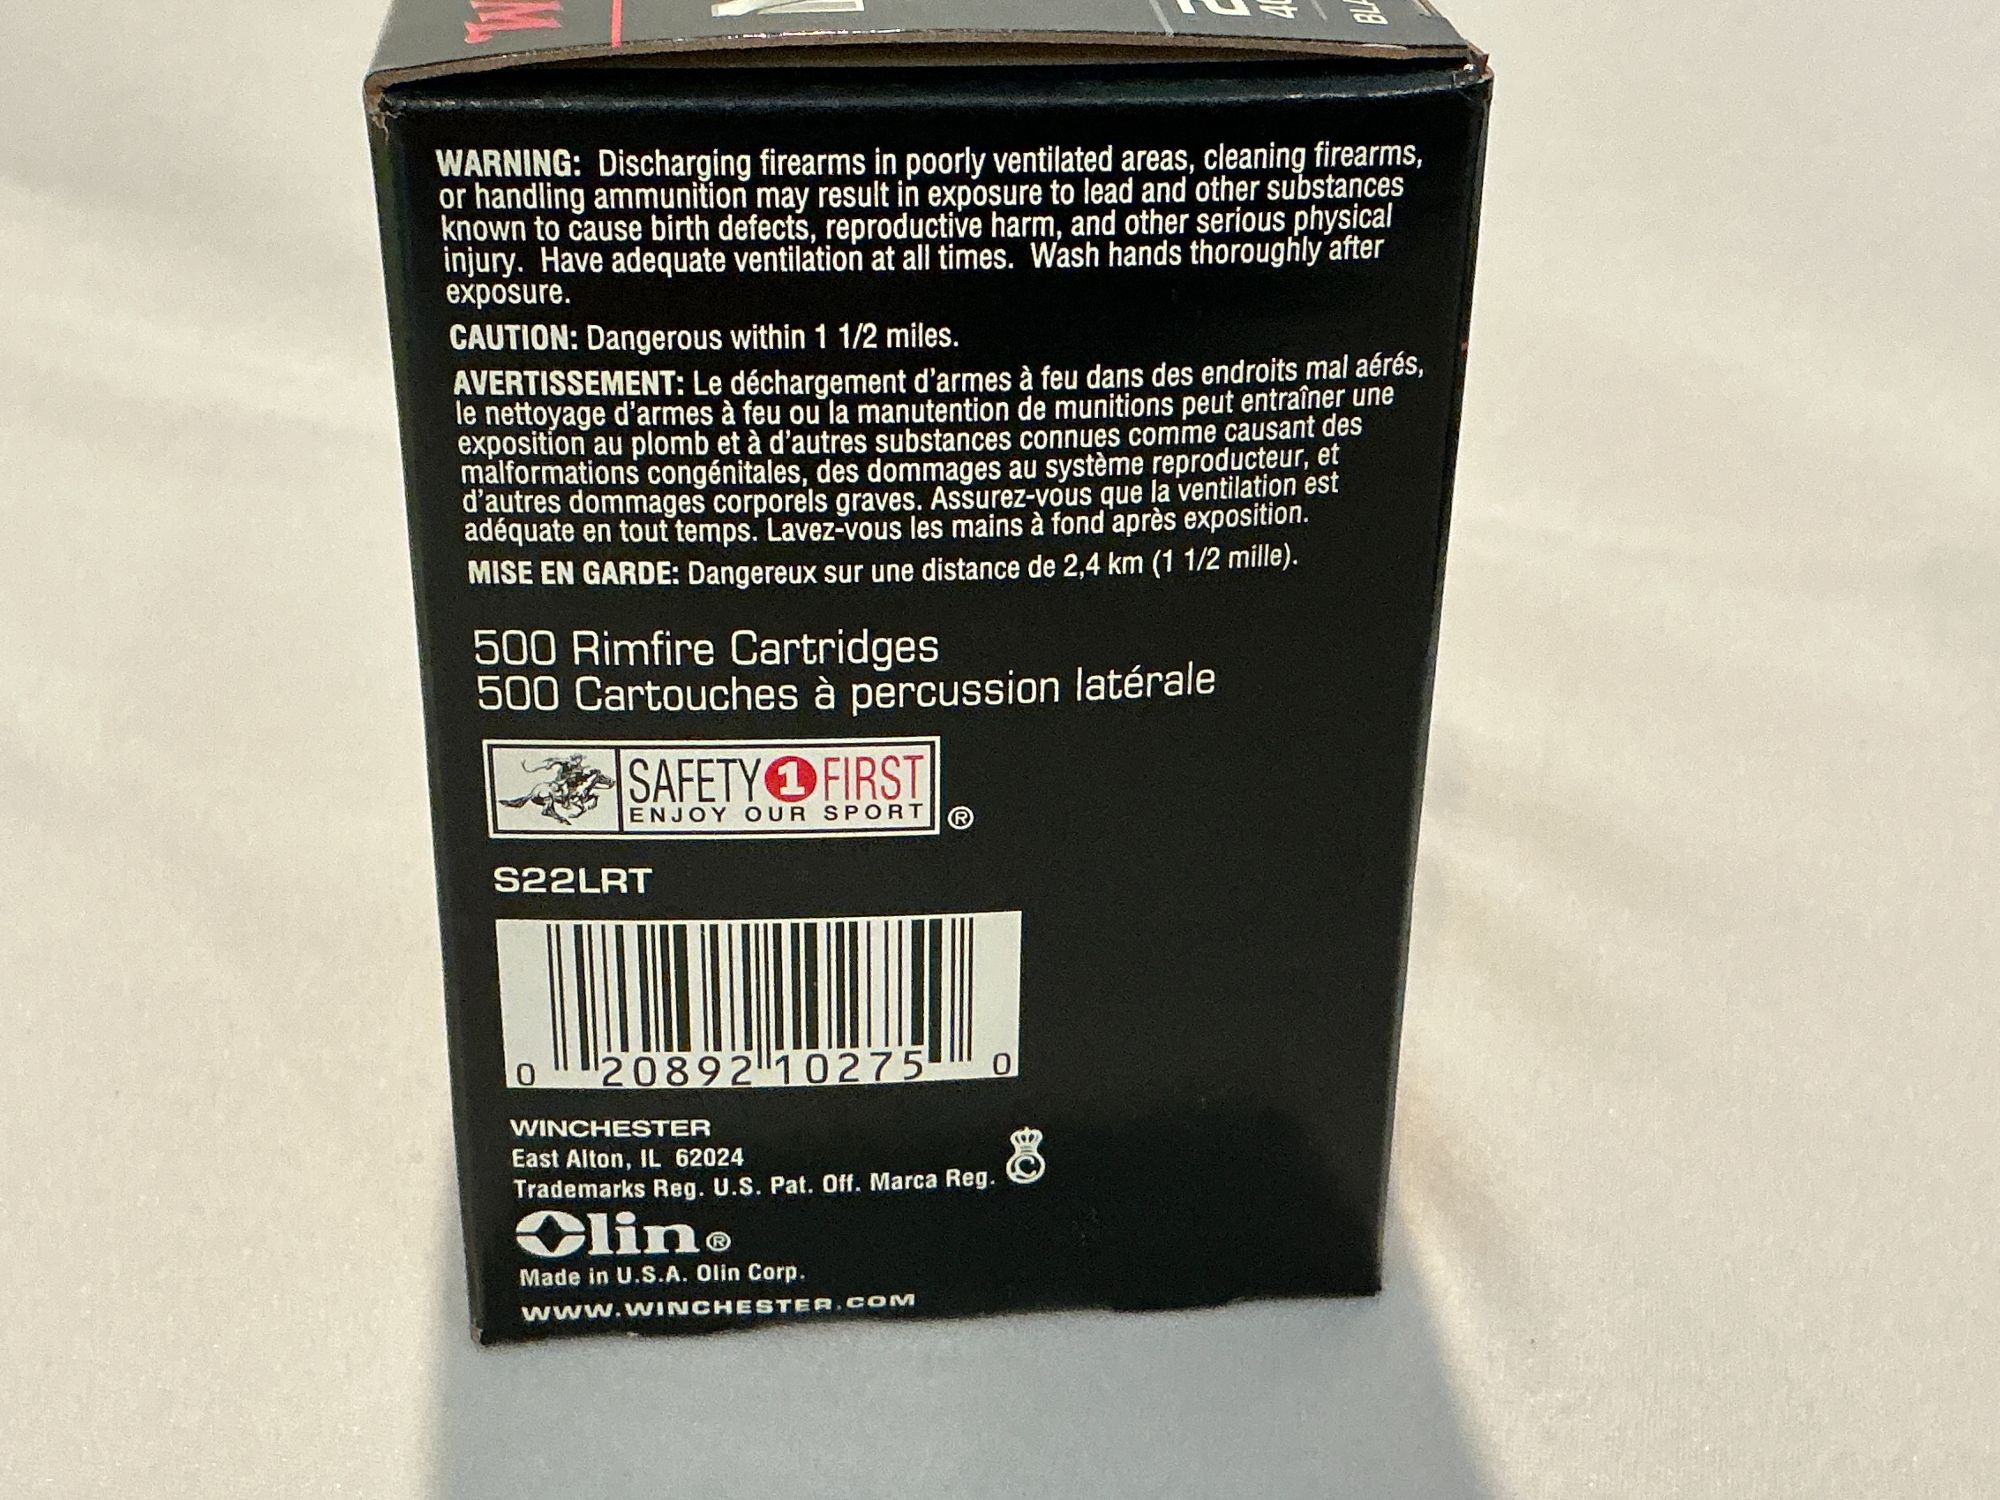 WARNING: Discharging firearms in poorly ventilated areas, cleaning firearms,
or handling ammunition may result in exposure to lead and other substances
known to cause birth defects, reproductive harm, and other serious physical
injury. Have adequate ventilation at all times. Wash hands thoroughly after
exposure.
CAUTION: Dangerous within 1 1/2 miles.
AVERTISSEMENT: Le déchargement d'armes à feu dans des endroits mal aérés,
le nettoyage d'armes à feu ou la manutention de munitions peut entraîner une
exposition au plomb et à d'autres substances connues comme causant des
malformations congénitales, des dommages au système reproducteur, et
d'autres dommages corporels graves. Assurez-vous que la ventilation est
adéquate en tout temps. Lavez-vous les mains à fond après exposition.
MISE EN GARDE: Dangereux sur une distance de 2,4 km (1 1/2 mille).
500 Rimfire Cartridges
500 Cartouches à percussion latérale
SAFETY 1 FIRST
ENJOY OUR SPORT ®
S22LRT
0 20892 10275 0
WINCHESTER
East Alton, IL 62024
Trademarks Reg. U.S. Pat. Off. Marca Reg.
Olin®
Made in U.S.A. Olin Corp.
WWW.WINCHESTER.COM